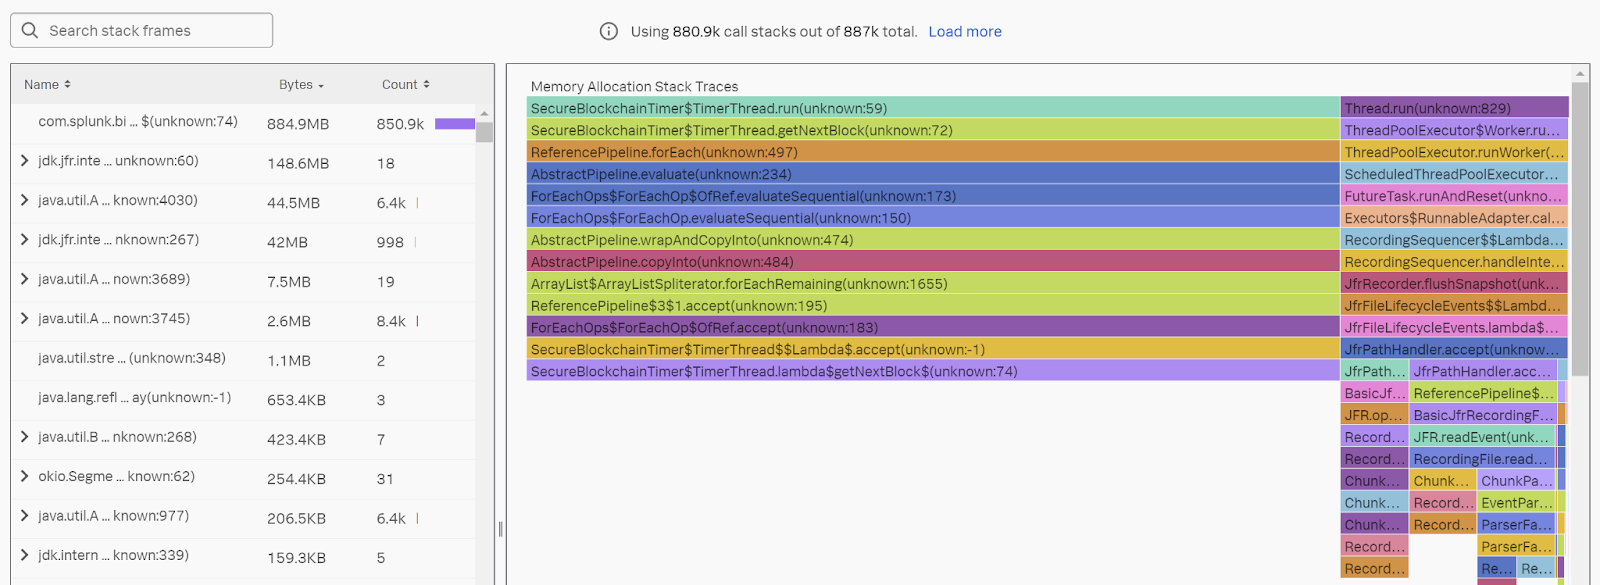 Search stack frames
Using 880.9k call stacks out of 887k total. Load more
Name Bytes Count
com.splunk.bi ... $(unknown:74) 884.9MB 850.9k
jdk.jfr.inte ... unknown:60) 148.6MB 18
java.util.A ... known:4030) 44.5MB 6.4k
jdk.jfr.inte ... nknown:267) 42MB 998
java.util.A ... nown:3689) 7.5MB 19
java.util.A ... nown:3745) 2.6MB 8.4k
java.util.stre ... (unknown:348) 1.1MB 2
java.lang.refl ... ay(unknown:-1) 653.4KB 3
java.util.B ... nknown:268) 423.4KB 7
okio.Segme ... known:62) 254.4KB 31
java.util.A ... known:977) 206.5KB 6.4k
jdk.intern ... known:339) 159.3KB 5
Memory Allocation Stack Traces
SecureBlockchainTimer$TimerThread.run(unknown:59) Thread.run(unknown:829)
SecureBlockchainTimer$TimerThread.getNextBlock(unknown:72) ThreadPoolExecutor$Worker.ru...
ReferencePipeline.forEach(unknown:497) ThreadPoolExecutor.runWorker(...
AbstractPipeline.evaluate(unknown:234) ScheduledThreadPoolExecutor...
ForEachOps$ForEachOp$OfRef.evaluateSequential(unknown:173) FutureTask.runAndReset(unkno...
ForEachOps$ForEachOp.evaluateSequential(unknown:150) Executors$RunnableAdapter.cal...
AbstractPipeline.wrapAndCopyInto(unknown:474) RecordingSequencer$$Lambda...
AbstractPipeline.copyInto(unknown:484) RecordingSequencer.handleInte...
ArrayList$ArrayListSpliterator.forEachRemaining(unknown:1655) JfrRecorder.flushSnapshot(unk...
ReferencePipeline$3$1.accept(unknown:195) JfrFileLifecycleEvents$$Lambd...
ForEachOps$ForEachOp$OfRef.accept(unknown:183) JfrFileLifecycleEvents.lambda$...
SecureBlockchainTimer$TimerThread$$Lambda$.accept(unknown:-1) JfrPathHandler.accept(unknow...
SecureBlockchainTimer$TimerThread.lambda$getNextBlock$(unknown:74) JfrPath... JfrPathHandler.acc...
BasicJf... ReferencePipeline$...
JFR.op... BasicJfrRecordingF...
Record... JFR.readEvent(unk...
Record... RecordingFile.read...
Chunk... Chunk... ChunkPa...
Chunk... Record... EventPar...
Chunk... Record... ParserFa...
Record... ParserFa...
Record... Re... Re...